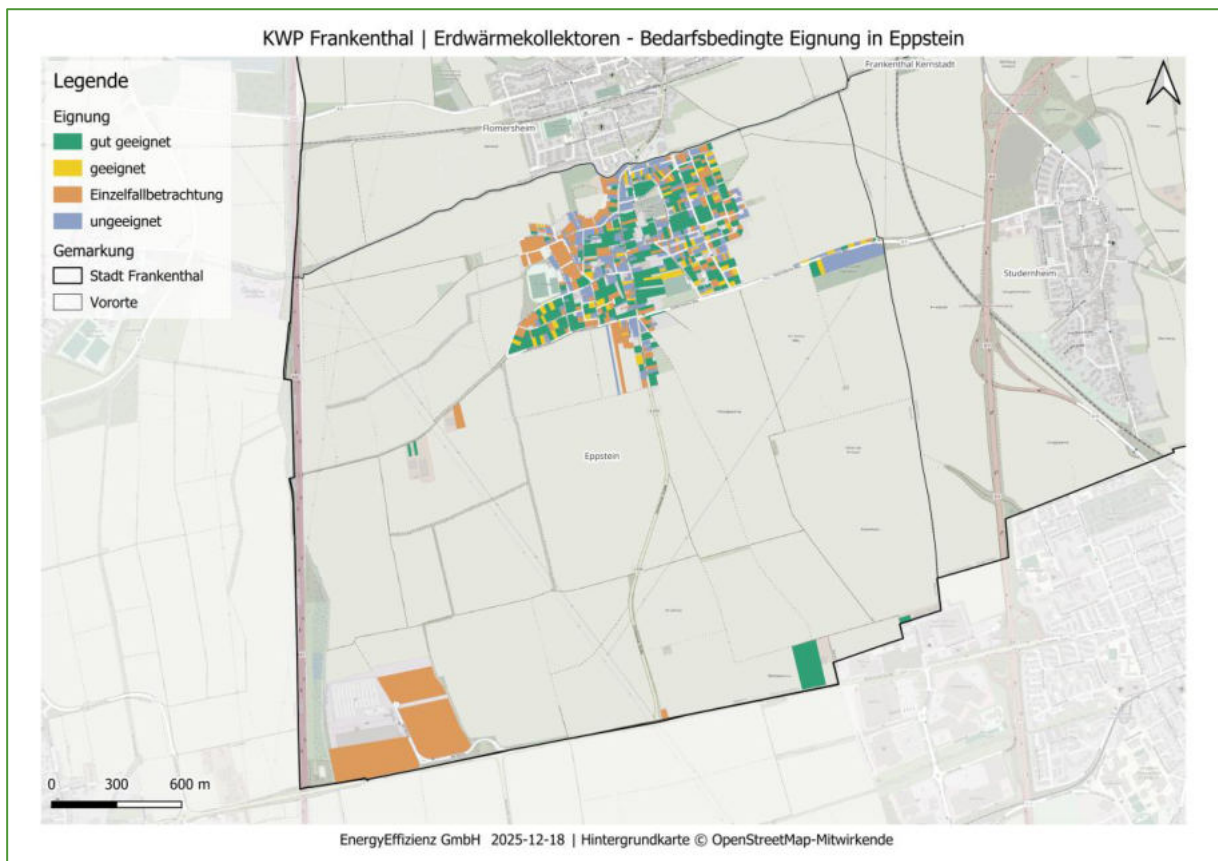 KWP Frankenthal | Erdwärmekollektoren - Bedarfsbedingte Eignung in Eppstein
Legende
Eignung
gut geeignet
geeignet
Einzelfallbetrachtung
ungeeignet
Gemarkung
Stadt Frankenthal
Vororte
Frankenthal Kernstadt
Flomersheim
Studernheim
Eppstein
0 300 600 m
EnergyEffizienz GmbH 2025-12-18 | Hintergrundkarte © OpenStreetMap-Mitwirkende